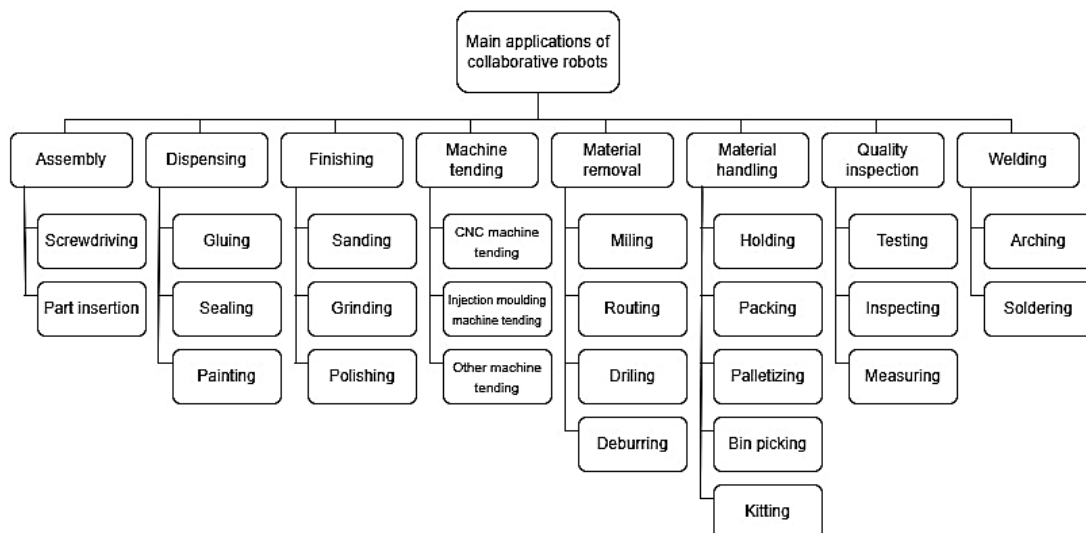 Main applications of
collaborative robots
Assembly
Dispensing
Finishing
Machine
tending
Material
removal
Material
handling
Quality
inspection
Welding
Screwdriving
Gluing
Sanding
CNC machine
tending
Miling
Holding
Testing
Arching
Part insertion
Sealing
Grinding
Injection moulding
machine tending
Routing
Packing
Inspecting
Soldering
Painting
Polishing
Other machine
tending
Driling
Palletizing
Measuring
Deburring
Bin picking
Kitting